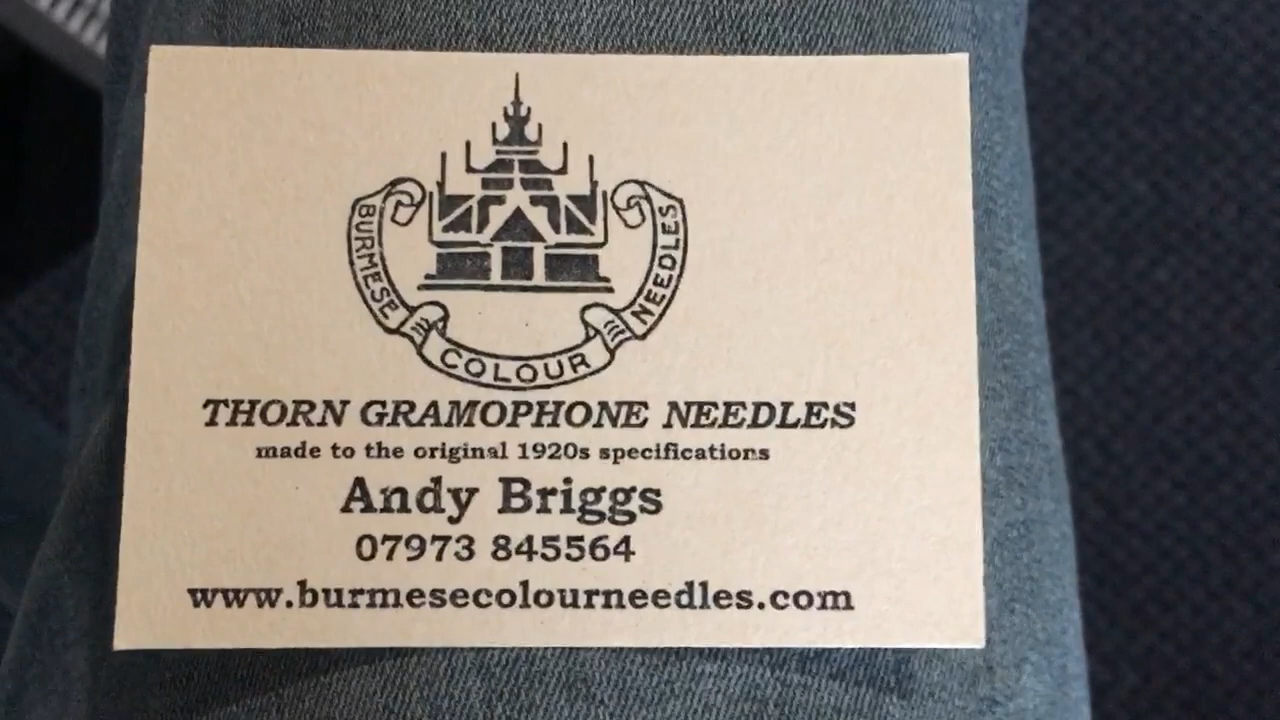 BURMESE COLOUR NEEDLES
THORN GRAMOPHONE NEEDLES
made to the original 1920s specifications
Andy Briggs
07973 845564
www.burmesecolourneedles.com